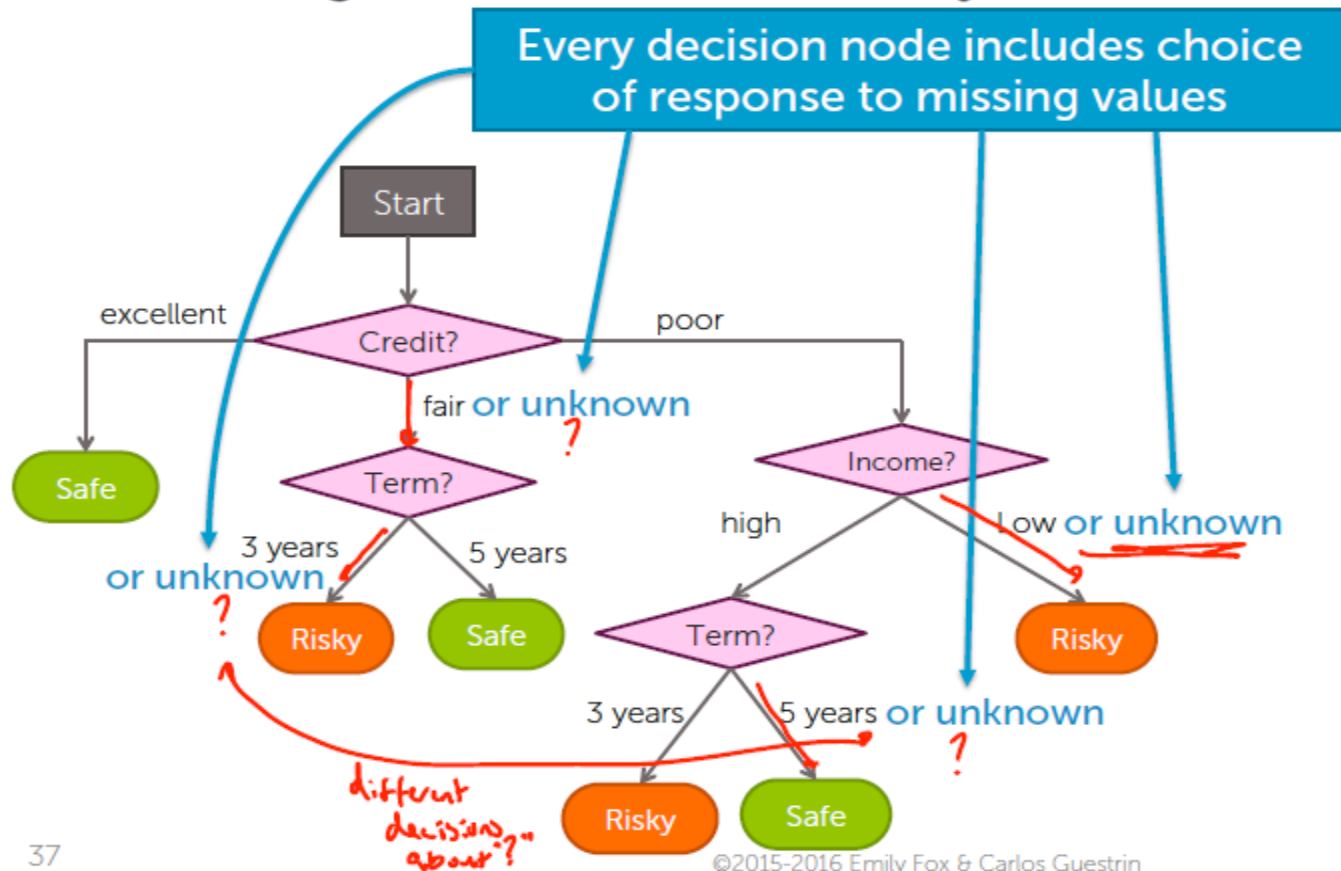 Every decision node includes choice
of response to missing values
Start
excellent
Credit?
poor
fair or unknown
?
Safe
Term?
Income?
3 years
or unknown
?
5 years
high
Low or unknown
Risky
Safe
Term?
Risky
3 years
5 years or unknown
?
different
decisions
about "?"
Risky
Safe
37
©2015-2016 Emily Fox & Carlos Guestrin